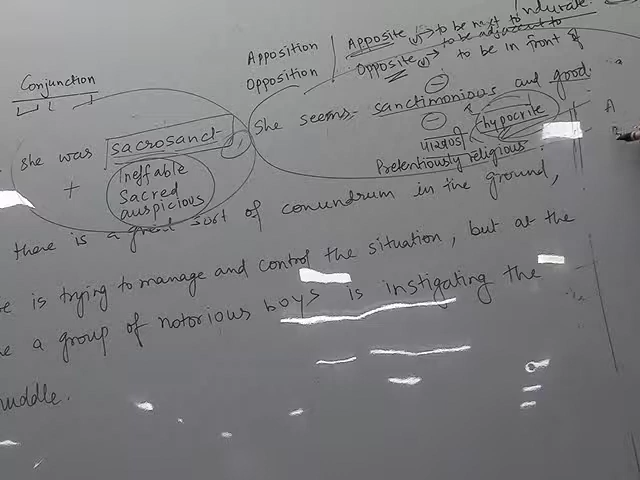 indurate
Apposition | Apposite (v) → to be next to
to be adjacent to
Opposition | Opposite (v) → to be in front of
Conjunction
She seems sanctimonious and good.
she was sacrosanct
पाखण्डी hypocrite
Pretentiously religious
+ Ineffable
Sacred
auspicious
A
B
there is a great sort of conundrum in the ground,
is trying to manage and control the situation, but at the
a group of notorious boys is instigating the